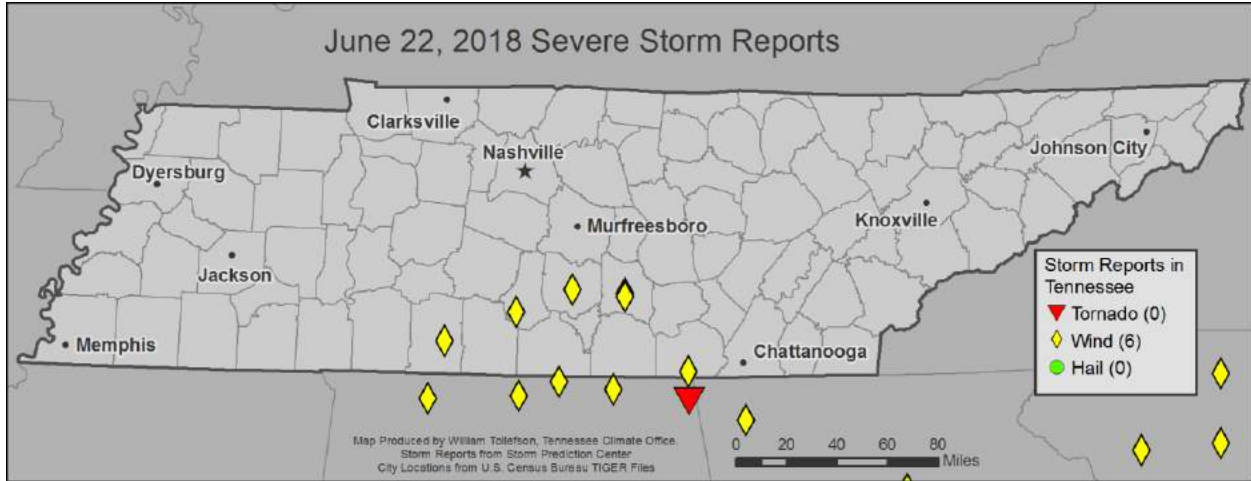 June 22, 2018 Severe Storm Reports
Clarksville
Nashville
Johnson City
Dyersburg
Knoxville
Murfreesboro
Jackson
Storm Reports in
Tennessee
Tornado (0)
Wind (6)
Hail (0)
Memphis
Chattanooga
Map Produced by William Tollefson, Tennessee Climate Office.
Storm Reports from Storm Prediction Center
City Locations from U.S. Census Bureau TIGER Files
0 20 40 60 80
Miles